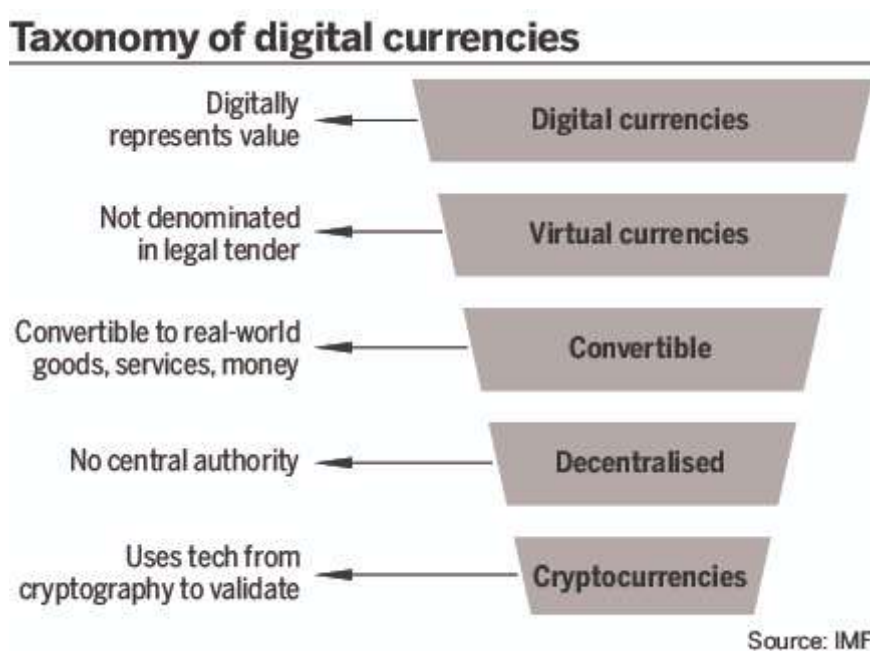 Taxonomy of digital currencies
Digitally
represents value
Digital currencies
Not denominated
in legal tender
Virtual currencies
Convertible to real-world
goods, services, money
Convertible
No central authority
Decentralised
Uses tech from
cryptography to validate
Cryptocurrencies
Source: IMF